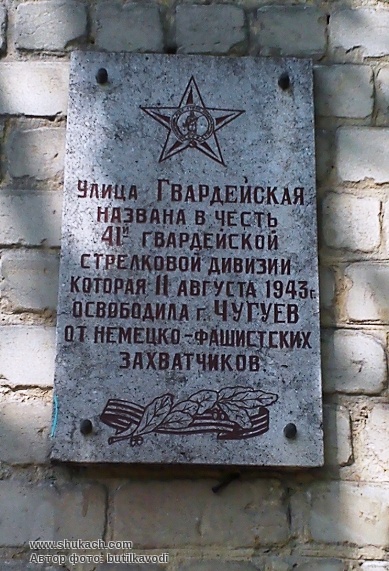 Улица Гвардейская
названа в честь
41й гвардейской
стрелковой дивизии
которая 11 августа 1943г.
освободила г. Чугуев
от немецко-фашистских
захватчиков.
www.shukach.com
Автор фото: butilkavodi